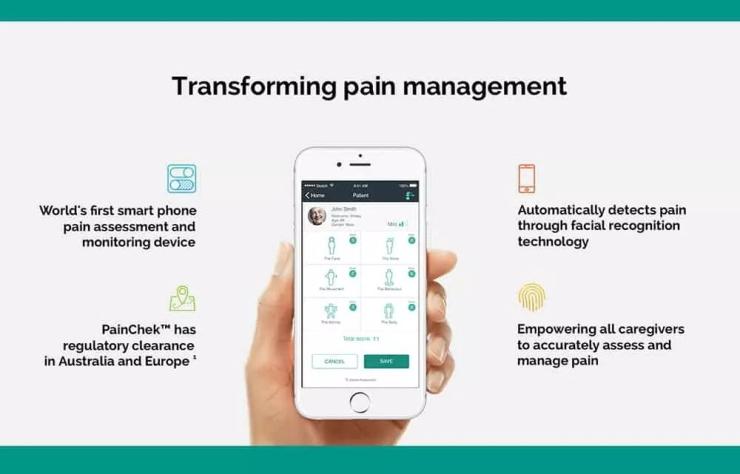 Transforming pain management
World's first smart phone
pain assessment and
monitoring device
PainChek™ has
regulatory clearance
in Australia and Europe ¹
Home
Patient
John Smith
Mild
The Face
The Voice
The Movement
The Behaviour
The Activity
The Body
Total score: 11
CANCEL
SAVE
Automatically detects pain
through facial recognition
technology
Empowering all caregivers
to accurately assess and
manage pain